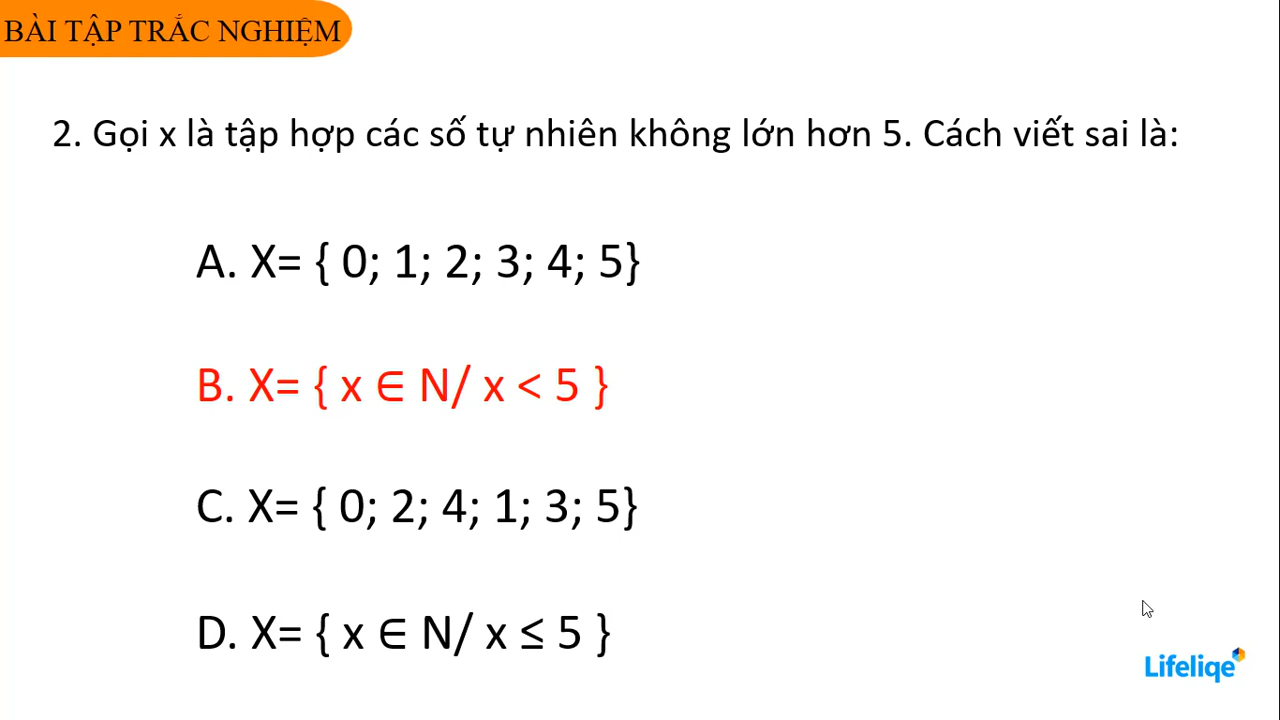 BÀI TẬP TRẮC NGHIỆM
2. Gọi x là tập hợp các số tự nhiên không lớn hơn 5. Cách viết sai là:
A. X= { 0; 1; 2; 3; 4; 5}
B. X= { x ∈ N/ x < 5 }
C. X= { 0; 2; 4; 1; 3; 5}
D. X= { x ∈ N/ x ≤ 5 }
Lifeliqe